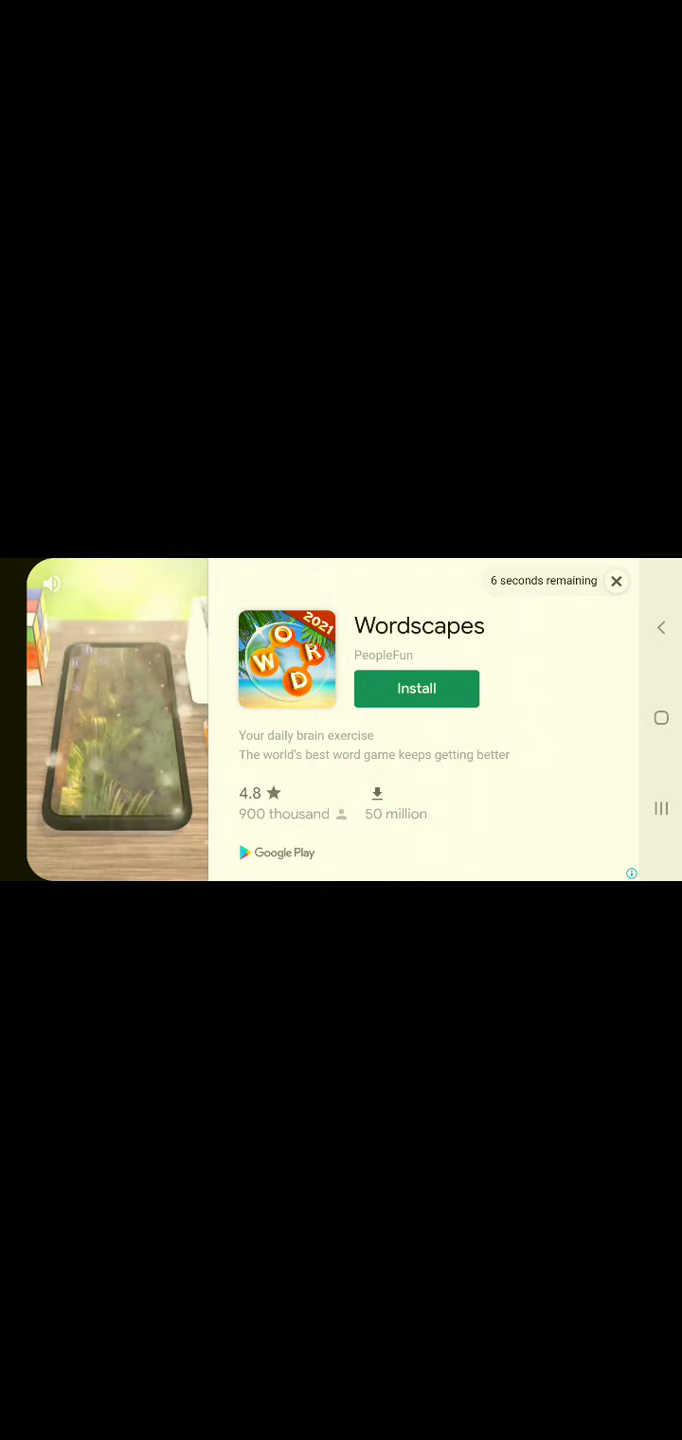 6 seconds remaining
2021
WORD
Wordscapes
PeopleFun
Install
Your daily brain exercise
The world's best word game keeps getting better
4.8
900 thousand
50 million
Google Play